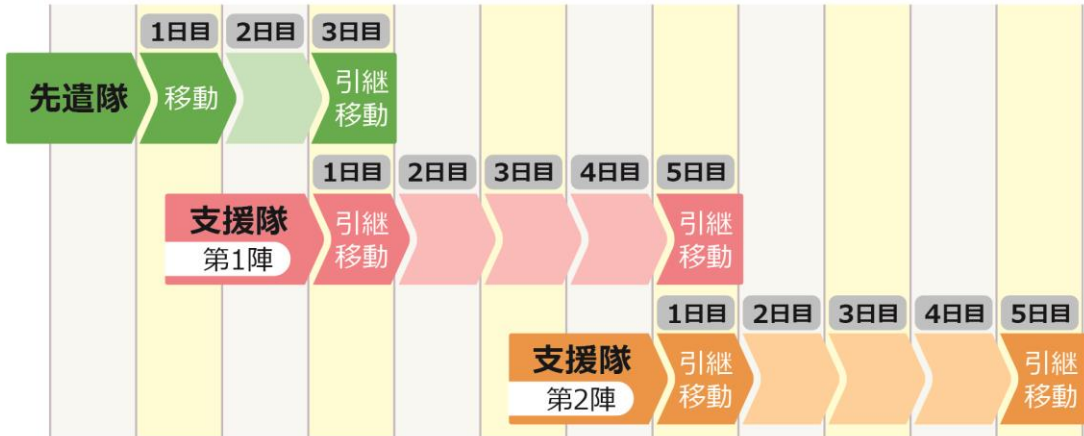 1日目 2日目 3日目
先遣隊 移動 引継
移動
1日目 2日目 3日目 4日目 5日目
支援隊
第1陣
引継
移動
引継
移動
1日目 2日目 3日目 4日目 5日目
支援隊
第2陣
引継
移動
引継
移動